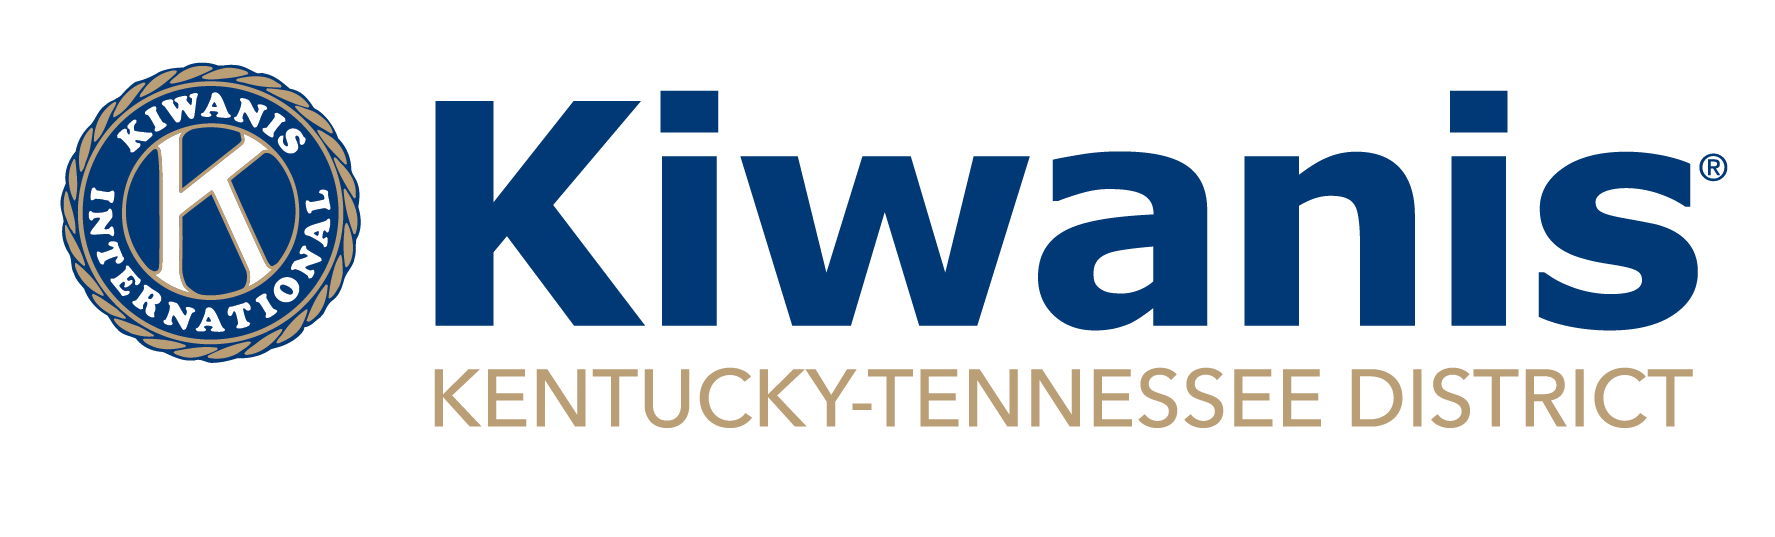 KIWANIS
K
INTERNATIONAL
Kiwanis®
KENTUCKY-TENNESSEE DISTRICT